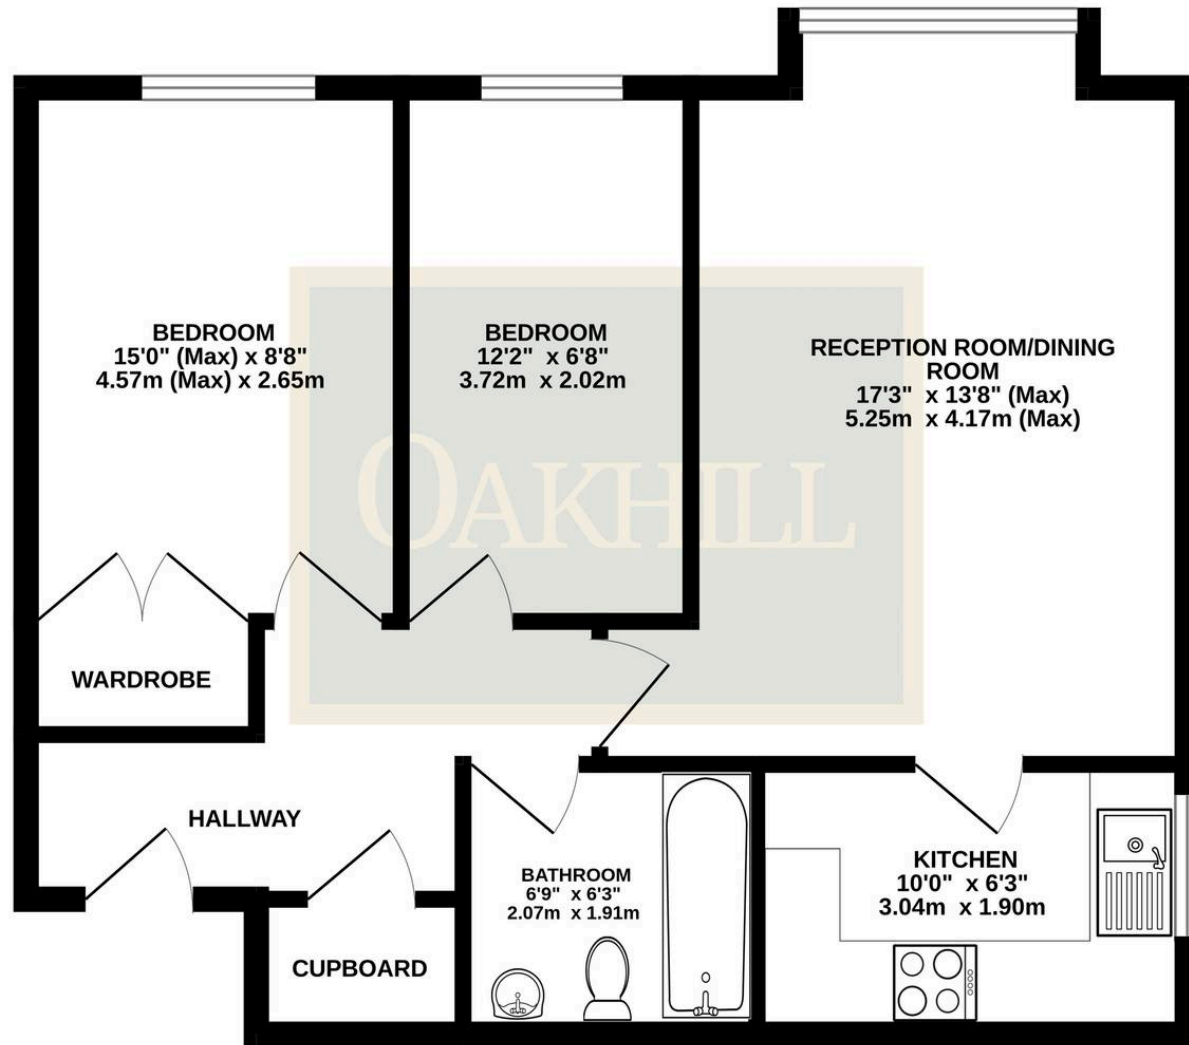 BEDROOM
15'0" (Max) x 8'8"
4.57m (Max) x 2.65m
BEDROOM
12'2" x 6'8"
3.72m x 2.02m
RECEPTION ROOM/DINING
ROOM
17'3" x 13'8" (Max)
5.25m x 4.17m (Max)
OAKHILL
WARDROBE
HALLWAY
BATHROOM
6'9" x 6'3"
2.07m x 1.91m
KITCHEN
10'0" x 6'3"
3.04m x 1.90m
CUPBOARD